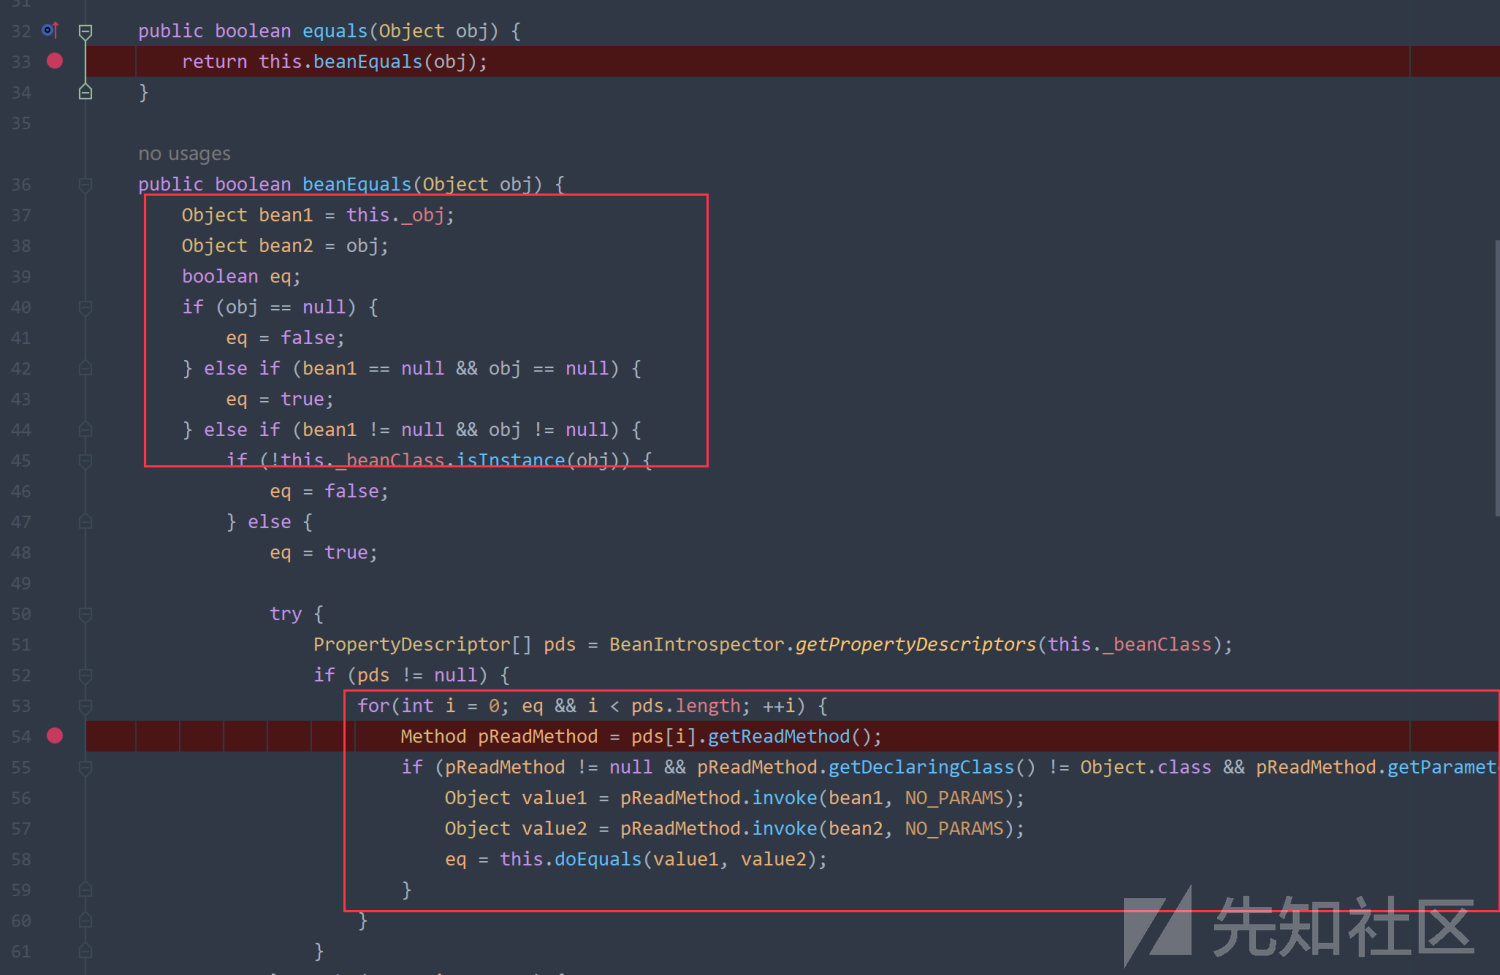 31
32 public boolean equals(Object obj) {
33 return this.beanEquals(obj);
34 }
35
no usages
36 public boolean beanEquals(Object obj) {
37 Object bean1 = this._obj;
38 Object bean2 = obj;
39 boolean eq;
40 if (obj == null) {
41 eq = false;
42 } else if (bean1 == null && obj == null) {
43 eq = true;
44 } else if (bean1 != null && obj != null) {
45 if (!this._beanClass.isInstance(obj)) {
46 eq = false;
47 } else {
48 eq = true;
49
50 try {
51 PropertyDescriptor[] pds = BeanIntrospector.getPropertyDescriptors(this._beanClass);
52 if (pds != null) {
53 for(int i = 0; eq && i < pds.length; ++i) {
54 Method pReadMethod = pds[i].getReadMethod();
55 if (pReadMethod != null && pReadMethod.getDeclaringClass() != Object.class && pReadMethod.getParamet
56 Object value1 = pReadMethod.invoke(bean1, NO_PARAMS);
57 Object value2 = pReadMethod.invoke(bean2, NO_PARAMS);
58 eq = this.doEquals(value1, value2);
59 }
60 }
61 }
先知社区